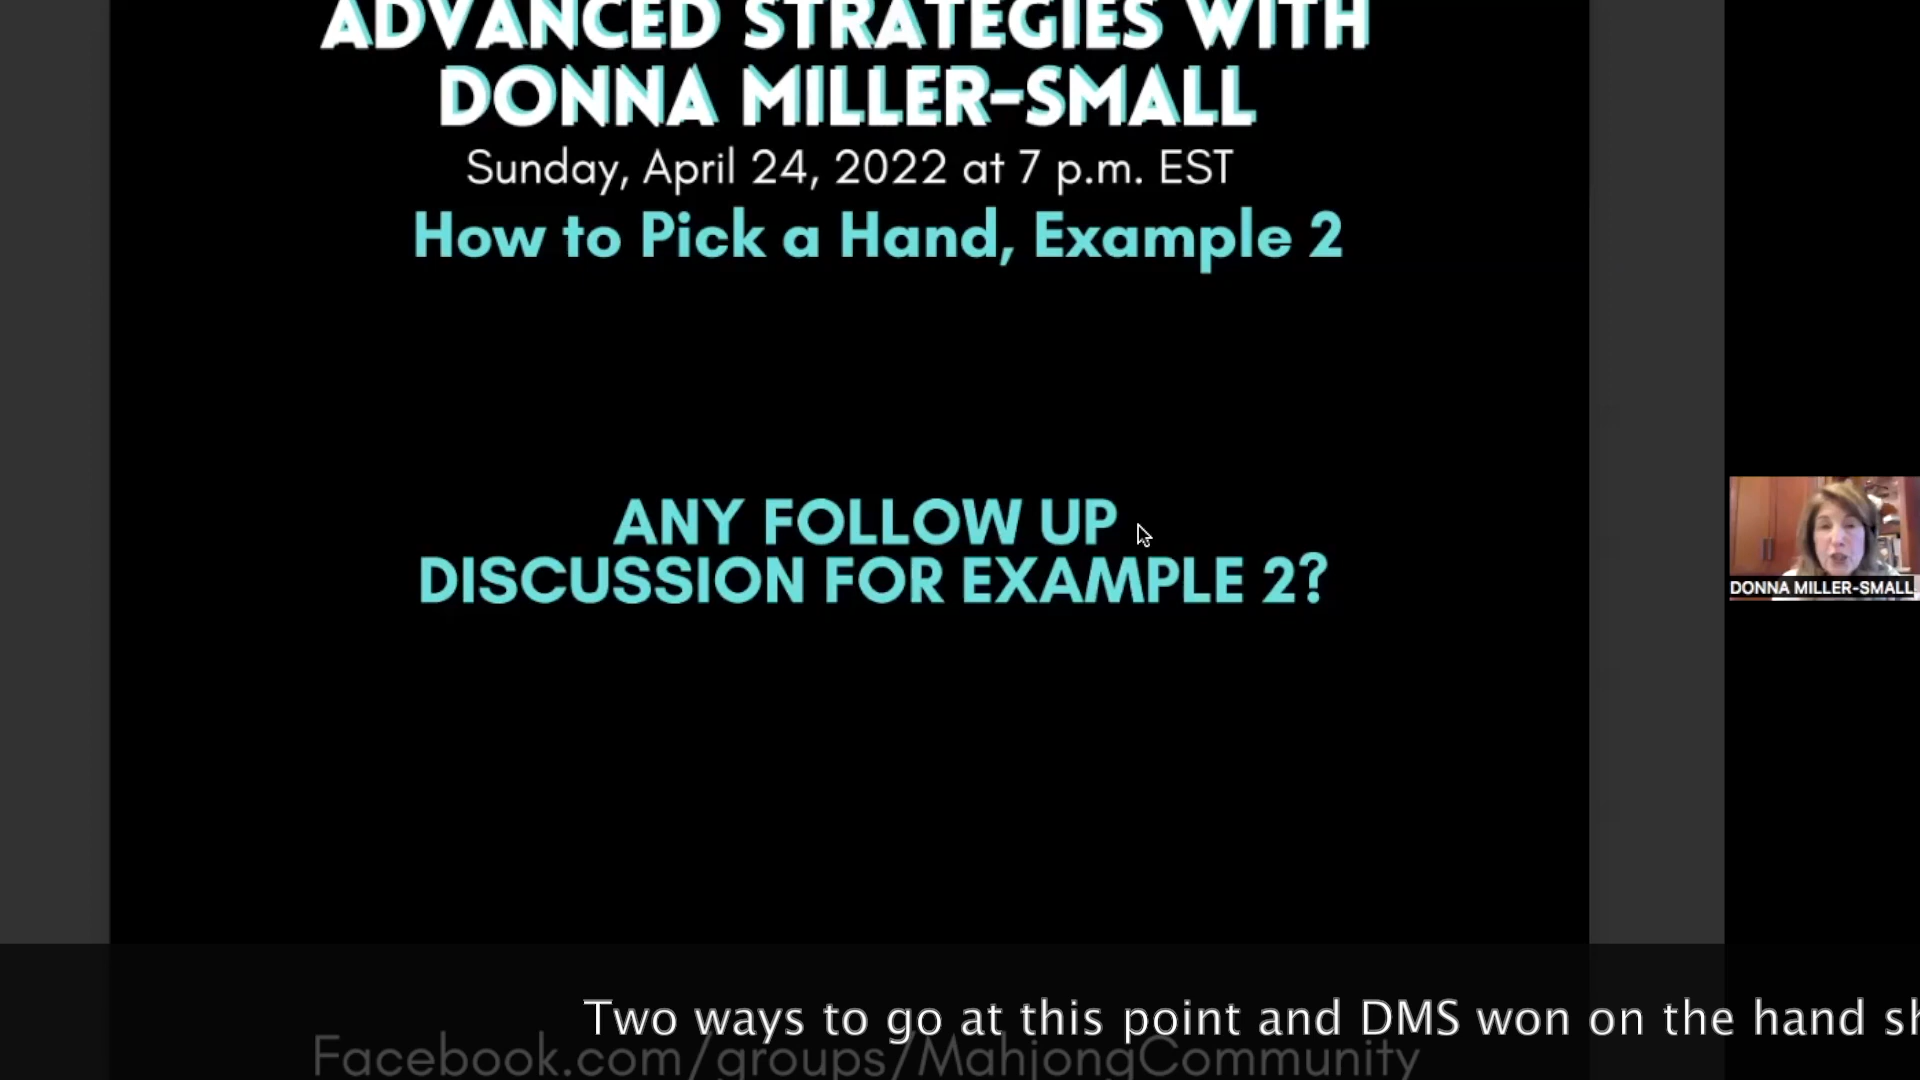 ADVANCED STRATEGIES WITH
DONNA MILLER-SMALL
Sunday, April 24, 2022 at 7 p.m. EST
How to Pick a Hand, Example 2
ANY FOLLOW UP
DISCUSSION FOR EXAMPLE 2?
DONNA MILLER-SMALL
Two ways to go at this point and DMS won on the hand
Facebook.com/groups/MahjongCommunity